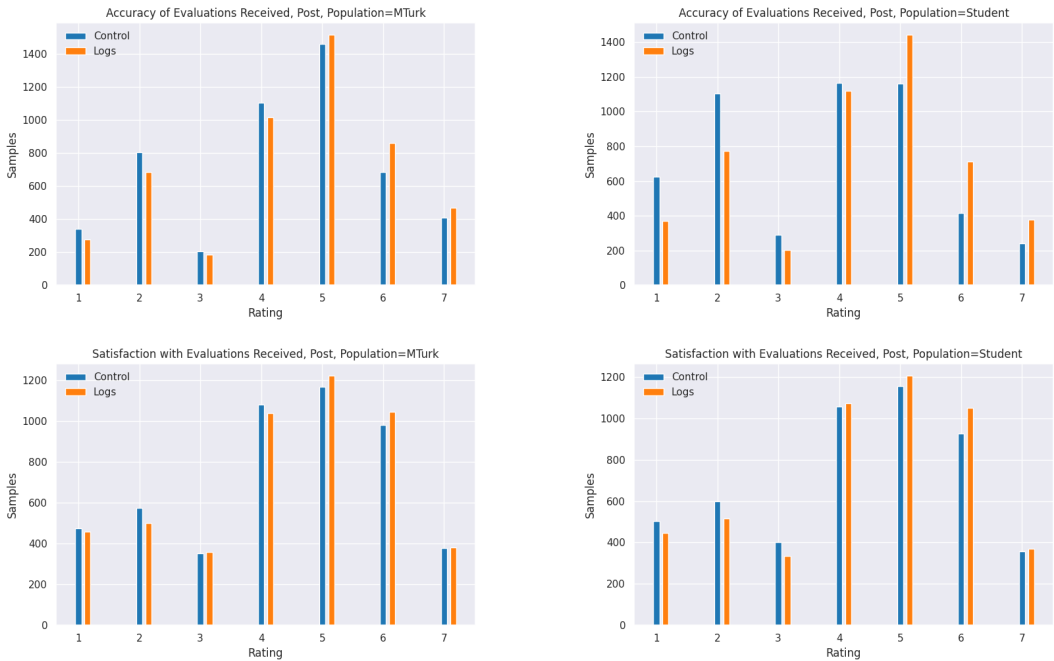 Accuracy of Evaluations Received, Post, Population=MTurk
Control
Logs
1400
1200
1000
800
600
400
200
0
Samples
1 2 3 4 5 6 7
Rating
Accuracy of Evaluations Received, Post, Population=Student
Control
Logs
1400
1200
1000
800
600
400
200
0
Samples
1 2 3 4 5 6 7
Rating
Satisfaction with Evaluations Received, Post, Population=MTurk
Control
Logs
1200
1000
800
600
400
200
0
Samples
1 2 3 4 5 6 7
Rating
Satisfaction with Evaluations Received, Post, Population=Student
Control
Logs
1200
1000
800
600
400
200
0
Samples
1 2 3 4 5 6 7
Rating